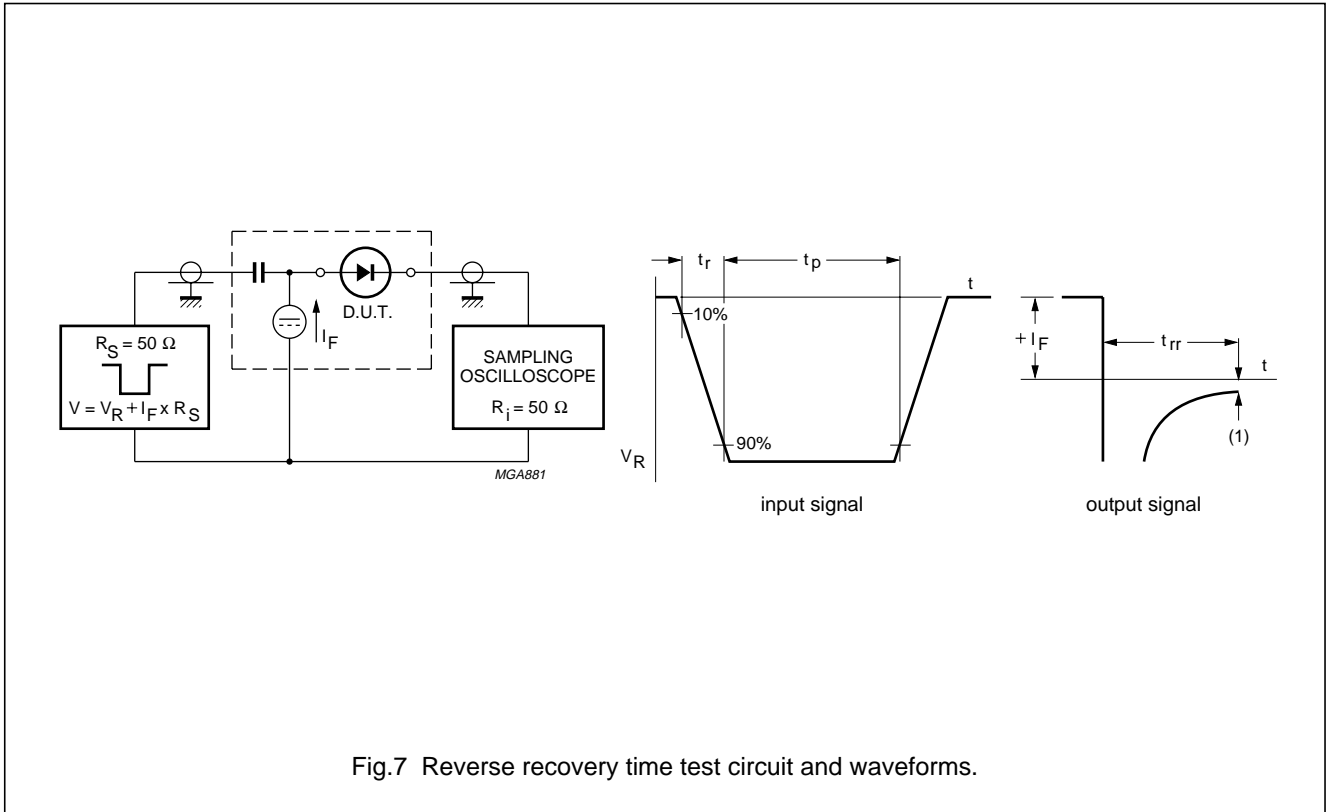 R_S = 50 Ω
V = V_R + I_F x R_S
I_F
D.U.T.
SAMPLING
OSCILLOSCOPE
R_i = 50 Ω
MGA881
t_r
t_p
t
10%
90%
V_R
input signal
+ I_F
t_rr
t
(1)
output signal
Fig.7 Reverse recovery time test circuit and waveforms.